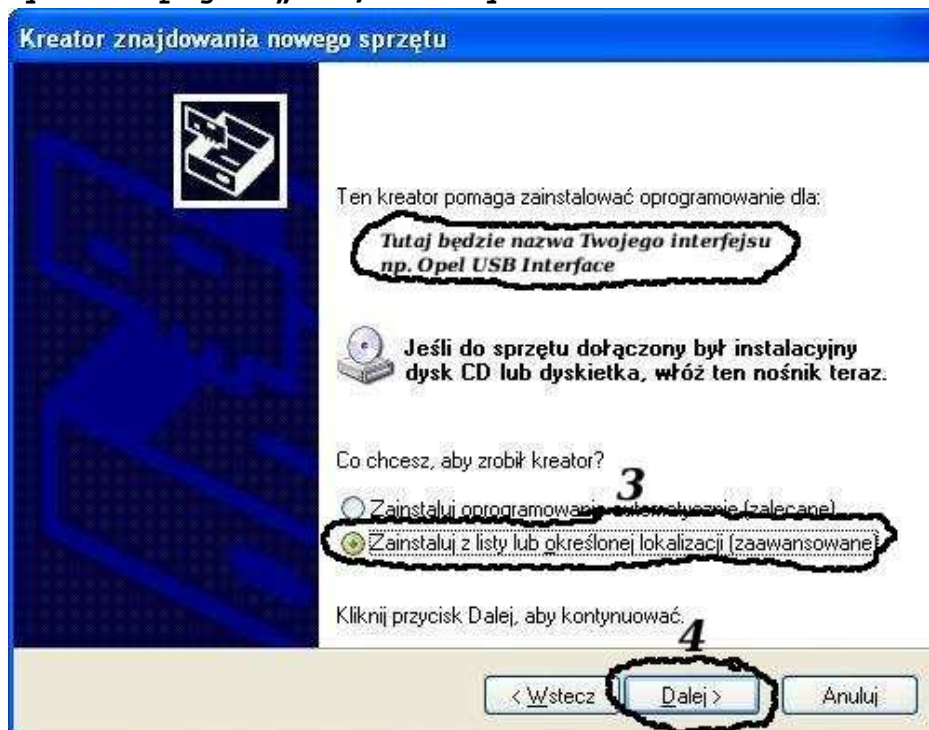 Kreator znajdowania nowego sprzętu
Ten kreator pomaga zainstalować oprogramowanie dla:
Tutaj będzie nazwa Twojego interfejsu
np. Opel USB Interface
Jeśli do sprzętu dołączony był instalacyjny
dysk CD lub dyskietka, włóż ten nośnik teraz.
Co chcesz, aby zrobił kreator?
3
Zainstaluj oprogramowanie automatycznie (zalecane)
Zainstaluj z listy lub określonej lokalizacji (zaawansowane)
Kliknij przycisk Dalej, aby kontynuować.
4
< Wstecz
Dalej >
Anuluj